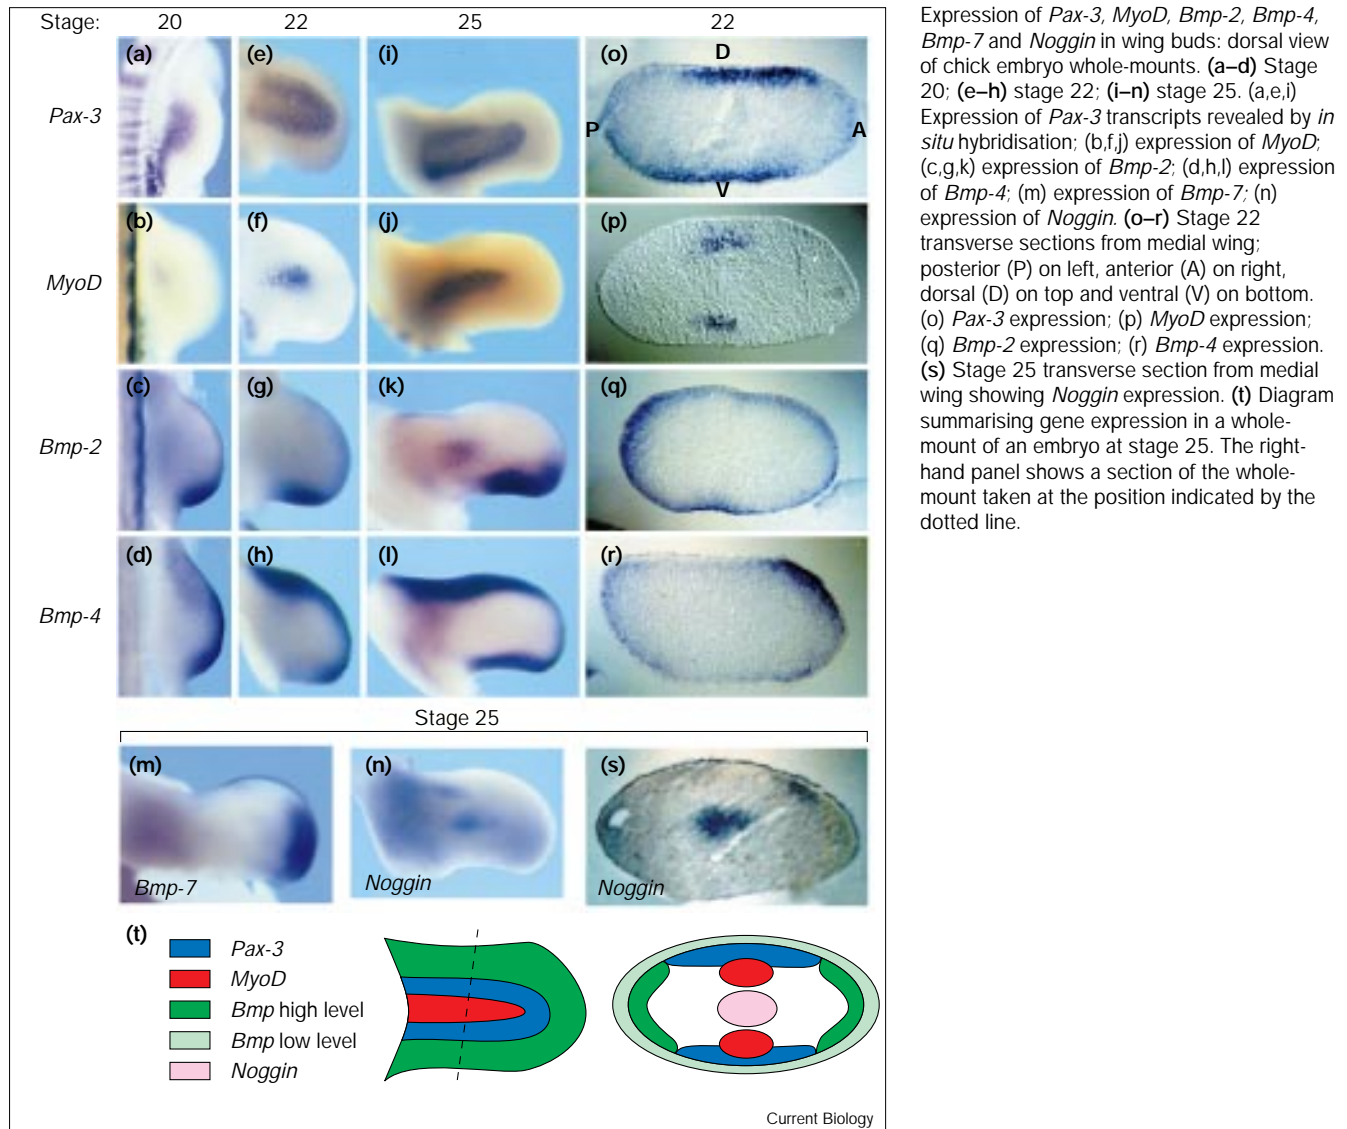 Stage: 20 22 25 22
(a) (e) (i) (o) D
Pax-3
P A
V
(b) (f) (j) (p)
MyoD
(c) (g) (k) (q)
Bmp-2
(d) (h) (l) (r)
Bmp-4
Stage 25
(m) (n) (s)
Bmp-7 Noggin Noggin
(t)
Pax-3
MyoD
Bmp high level
Bmp low level
Noggin
Current Biology
Expression of Pax-3, MyoD, Bmp-2, Bmp-4,
Bmp-7 and Noggin in wing buds: dorsal view
of chick embryo whole-mounts. (a–d) Stage
20; (e–h) stage 22; (i–n) stage 25. (a,e,i)
Expression of Pax-3 transcripts revealed by in
situ hybridisation; (b,f,j) expression of MyoD;
(c,g,k) expression of Bmp-2; (d,h,l) expression
of Bmp-4; (m) expression of Bmp-7; (n)
expression of Noggin. (o–r) Stage 22
transverse sections from medial wing;
posterior (P) on left, anterior (A) on right,
dorsal (D) on top and ventral (V) on bottom.
(o) Pax-3 expression; (p) MyoD expression;
(q) Bmp-2 expression; (r) Bmp-4 expression.
(s) Stage 25 transverse section from medial
wing showing Noggin expression. (t) Diagram
summarising gene expression in a whole-
mount of an embryo at stage 25. The right-
hand panel shows a section of the whole-
mount taken at the position indicated by the
dotted line.